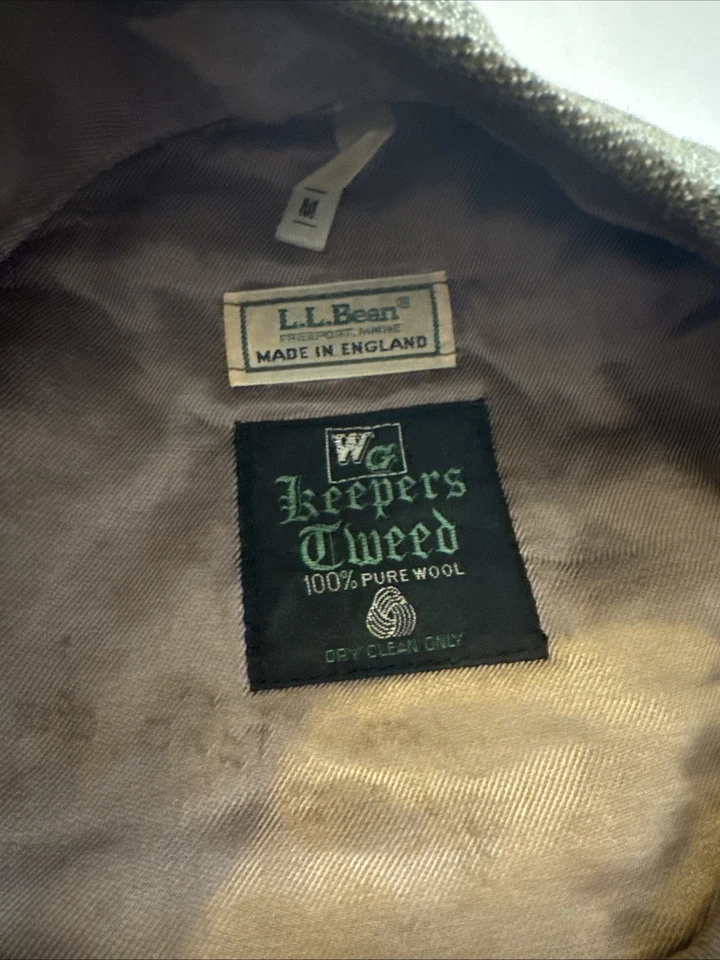 M
L.L.Bean®
FREEPORT, MAINE
MADE IN ENGLAND
WG
keepers
Tweed
100% PURE WOOL
DRY CLEAN ONLY